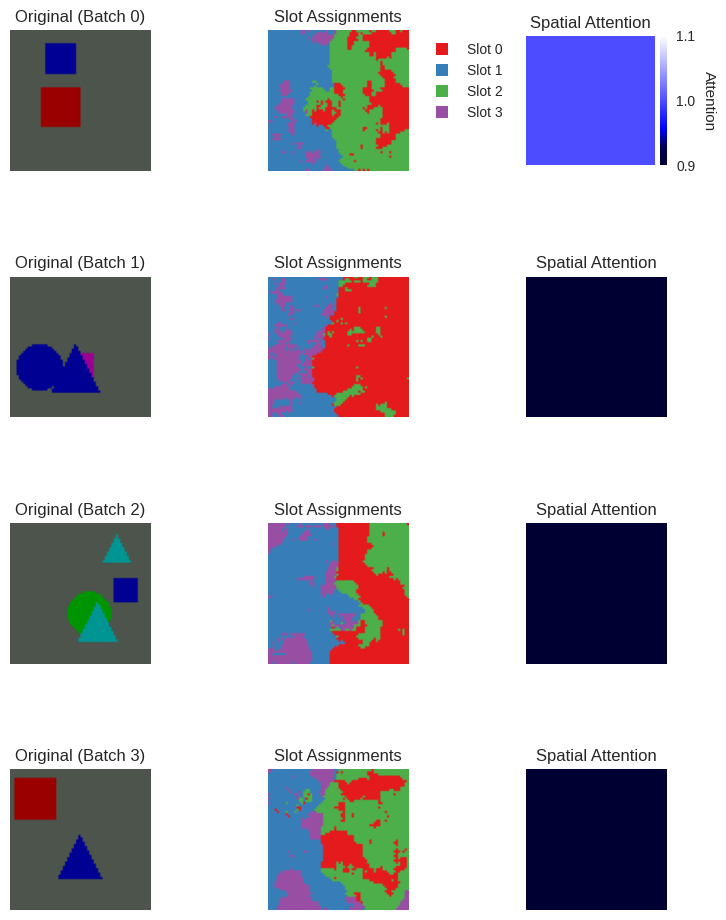 Original (Batch 0)
Slot Assignments
Spatial Attention
Slot 0
Slot 1
Slot 2
Slot 3
1.1
1.0
0.9
Attention
Original (Batch 1)
Slot Assignments
Spatial Attention
Original (Batch 2)
Slot Assignments
Spatial Attention
Original (Batch 3)
Slot Assignments
Spatial Attention